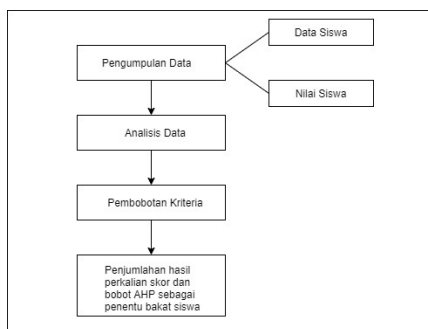 Data Siswa
Pengumpulan Data
Nilai Siswa
Analisis Data
Pembobotan Kriteria
Penjumlahan hasil
perkalian skor dan
bobot AHP sebagai
penentu bakat siswa